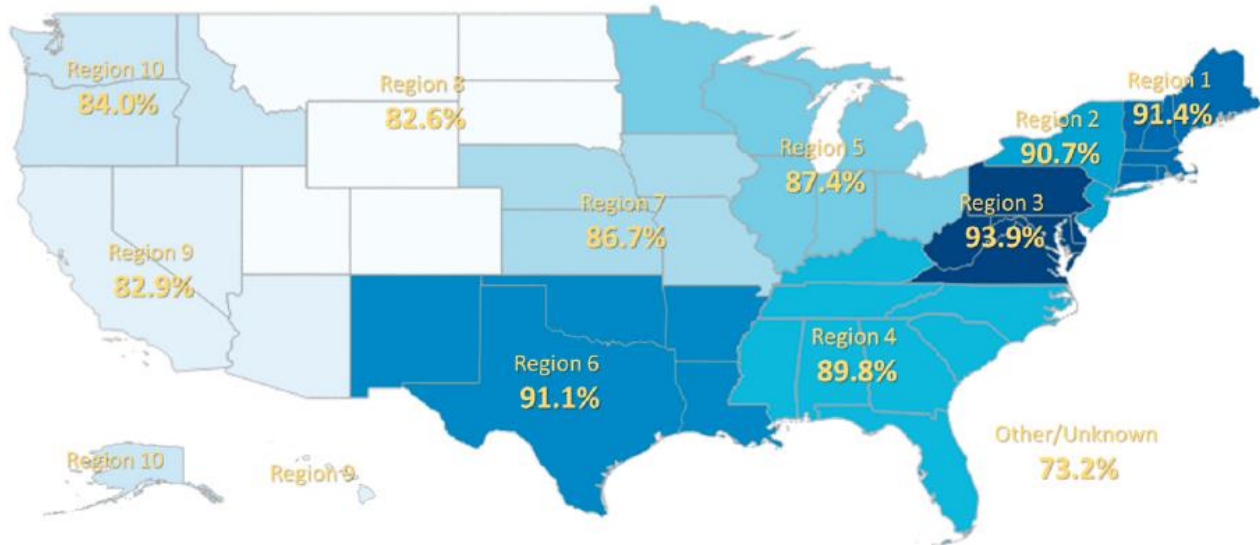 Region 10
84.0%
Region 8
82.6%
Region 1
91.4%
Region 2
90.7%
Region 5
87.4%
Region 7
86.7%
Region 3
93.9%
Region 9
82.9%
Region 6
91.1%
Region 4
89.8%
Other/Unknown
73.2%
Region 10
Region 9